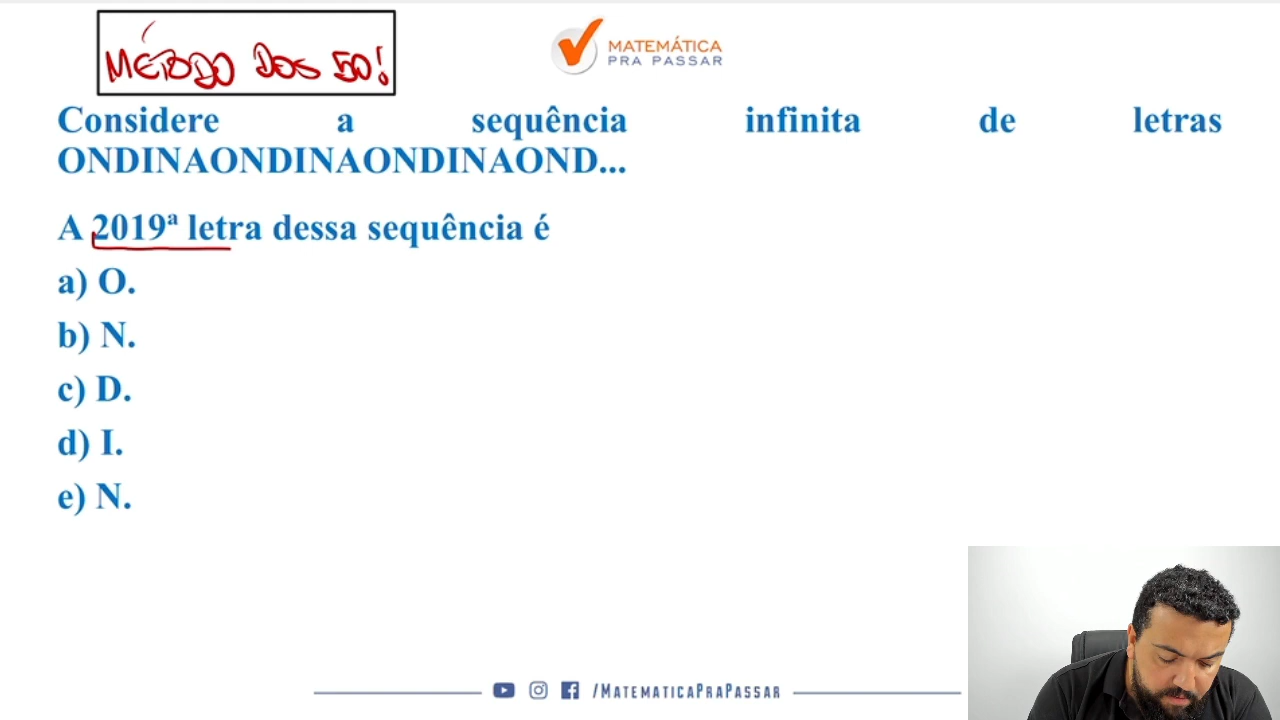 MÉTODO DOS 50!
MATEMÁTICA
PRA PASSAR
Considere a sequência infinita de letras
ONDINAONDINAONDINAOND...
A 2019ª letra dessa sequência é
a) O.
b) N.
c) D.
d) I.
e) N.
/MATEMATICAPRAPASSAR